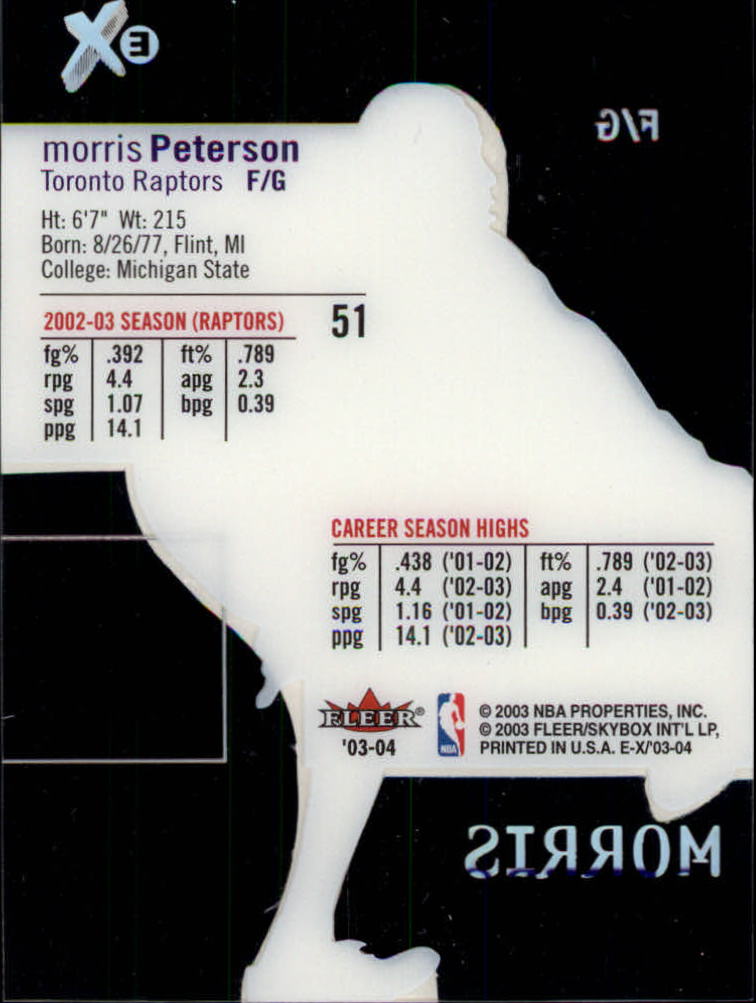 EX
F/G
morris Peterson
Toronto Raptors F/G
Ht: 6'7" Wt: 215
Born: 8/26/77, Flint, MI
College: Michigan State
2002-03 SEASON (RAPTORS)
51
fg% .392 ft% .789
rpg 4.4 apg 2.3
spg 1.07 bpg 0.39
ppg 14.1
CAREER SEASON HIGHS
fg% .438 ('01-02) ft% .789 ('02-03)
rpg 4.4 ('02-03) apg 2.4 ('01-02)
spg 1.16 ('01-02) bpg 0.39 ('02-03)
ppg 14.1 ('02-03)
FLEER®
'03-04
NBA
© 2003 NBA PROPERTIES, INC.
© 2003 FLEER/SKYBOX INT'L LP,
PRINTED IN U.S.A. E-X/'03-04
MORRIS